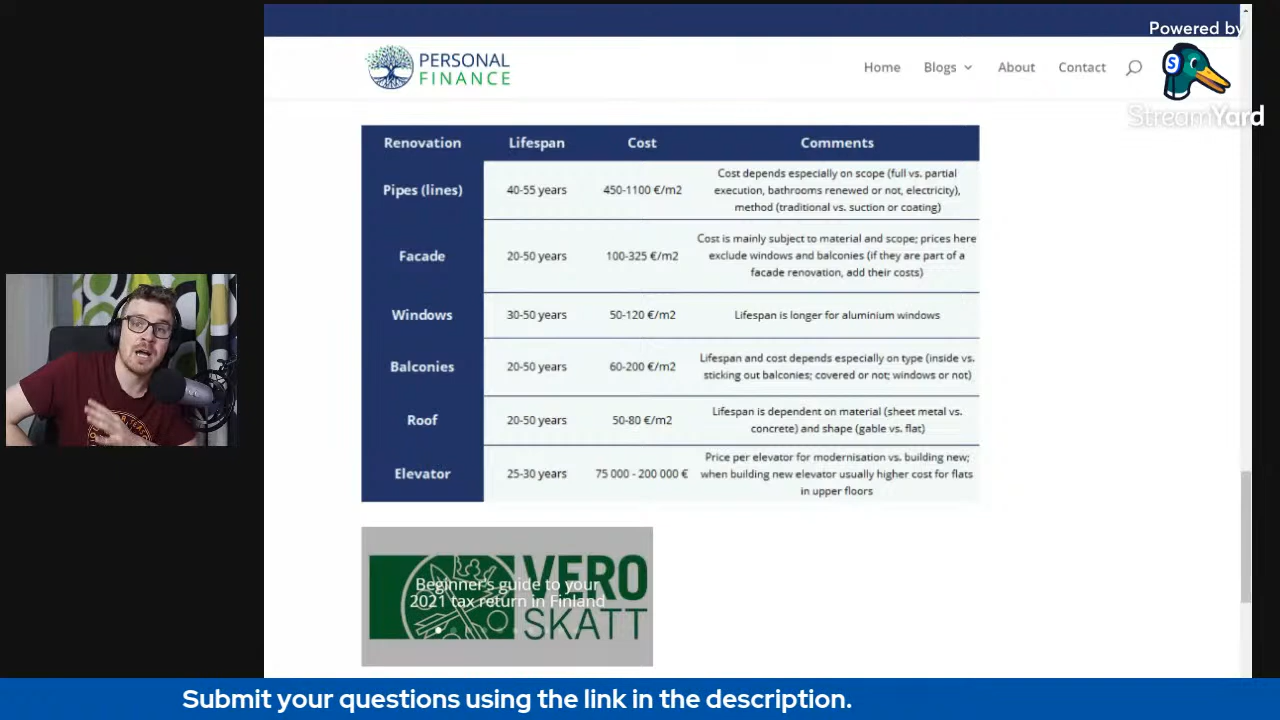 Powered by
StreamYard
PERSONAL
FINANCE
Home Blogs About Contact
Renovation Lifespan Cost Comments
Pipes (lines) 40-55 years 450-1100 €/m2 Cost depends especially on scope (full vs. partial
execution, bathrooms renewed or not, electricity),
method (traditional vs. suction or coating)
Facade 20-50 years 100-325 €/m2 Cost is mainly subject to material and scope; prices here
exclude windows and balconies (if they are part of a
facade renovation, add their costs)
Windows 30-50 years 50-120 €/m2 Lifespan is longer for aluminium windows
Balconies 20-50 years 60-200 €/m2 Lifespan and cost depends especially on type (inside vs.
sticking out balconies; covered or not; windows or not)
Roof 20-50 years 50-80 €/m2 Lifespan is dependent on material (sheet metal vs.
concrete) and shape (gable vs. flat)
Elevator 25-30 years 75 000 - 200 000 € Price per elevator for modernisation vs. building new;
when building new elevator usually higher cost for flats
in upper floors
VERO
SKATT
Beginner's guide to your
2021 tax return in Finland
Submit your questions using the link in the description.